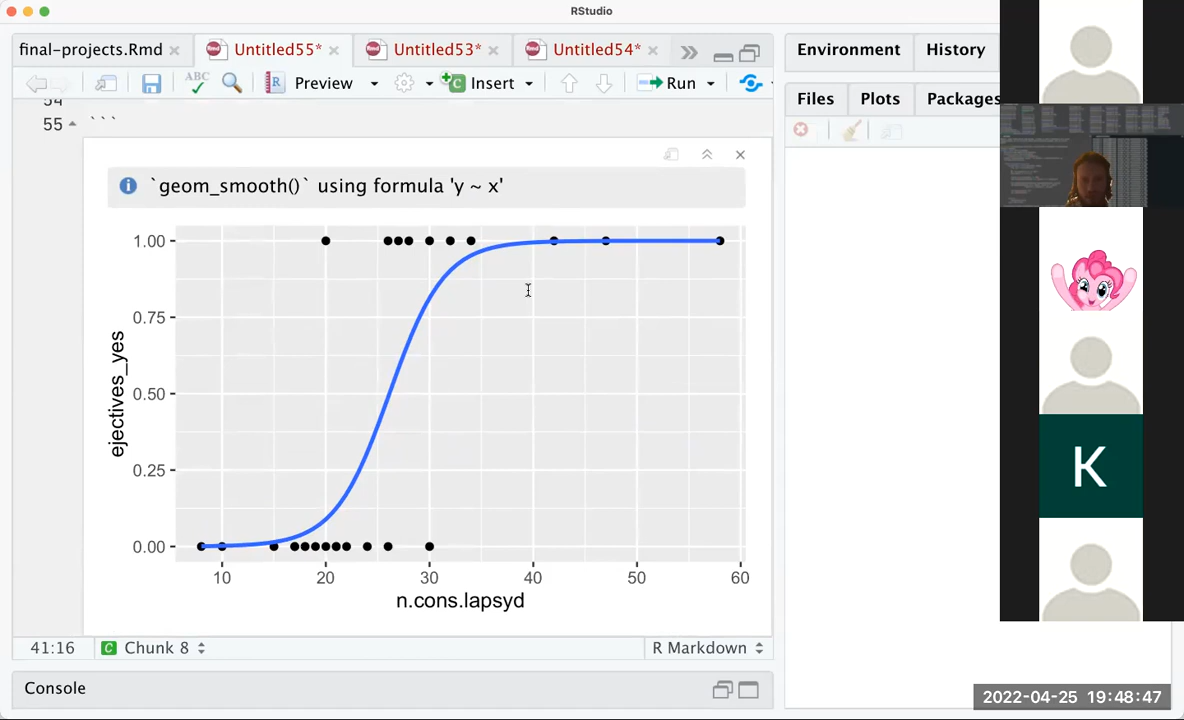 RStudio
final-projects.Rmd
Untitled55*
Untitled53*
Untitled54*
Environment
History
ABC
Preview
Insert
Run
Files
Plots
Packages
54
55
```
`geom_smooth()` using formula 'y ~ x'
1.00
0.75
0.50
0.25
0.00
ejectives_yes
10
20
30
40
50
60
n.cons.lapsyd
41:16
Chunk 8
R Markdown
Console
K
2022-04-25 19:48:47